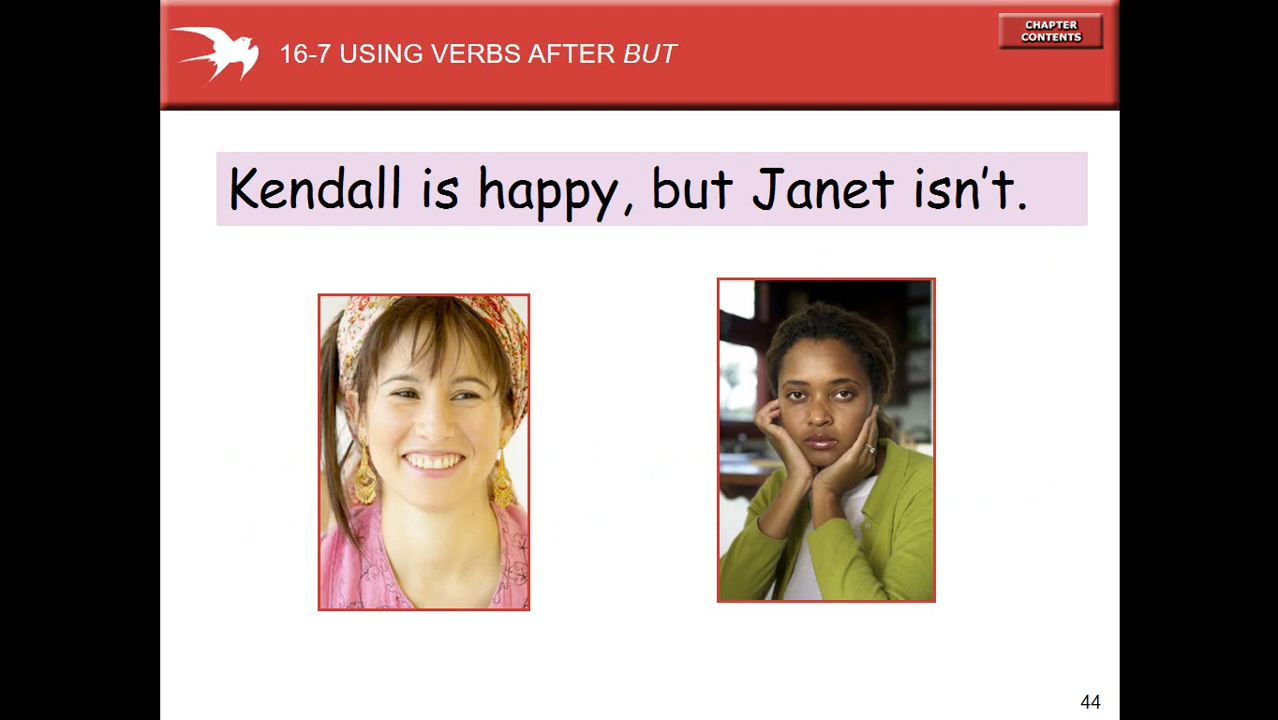 CHAPTER
CONTENTS
16-7 USING VERBS AFTER BUT
Kendall is happy, but Janet isn’t.
44